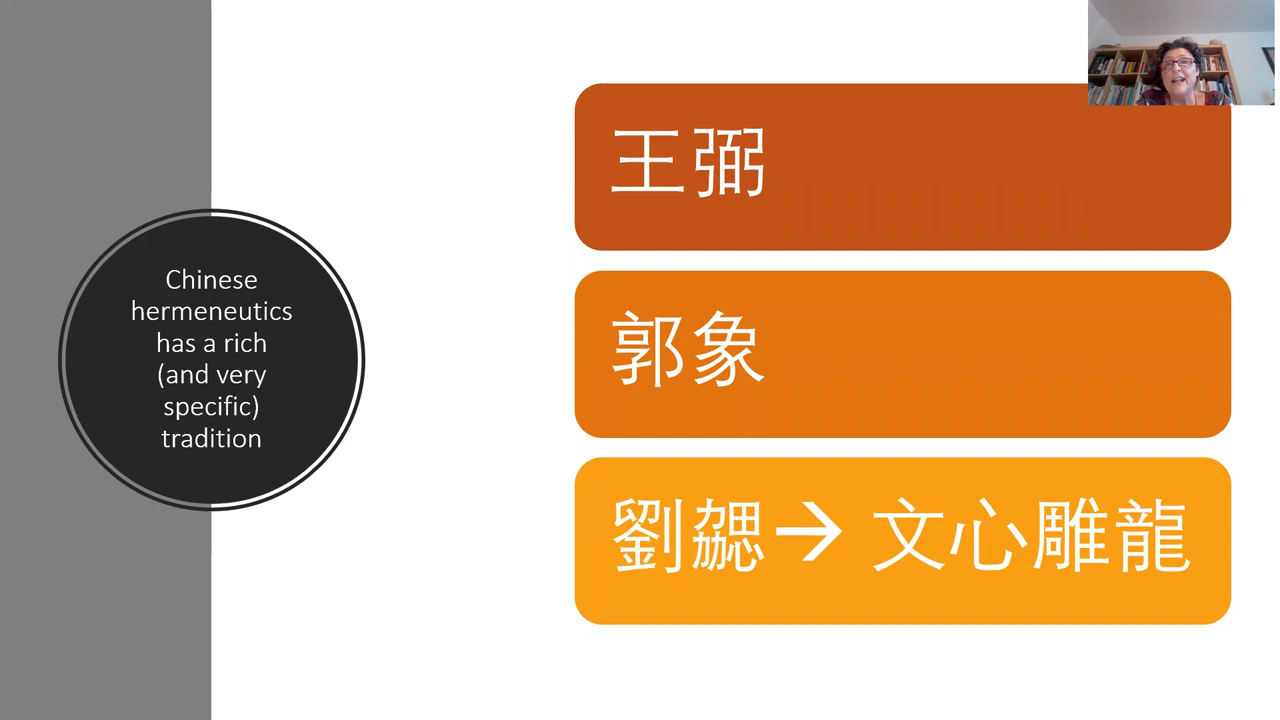 Chinese
hermeneutics
has a rich
(and very
specific)
tradition
王弼
郭象
劉勰→ 文心雕龍